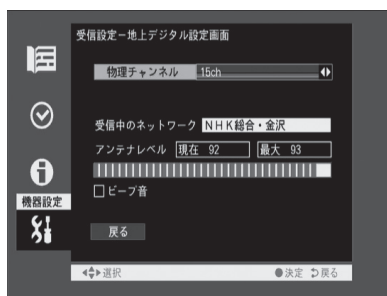 受信設定－地上デジタル設定画面
物理チャンネル 15ch
受信中のネットワーク NHK総合・金沢
アンテナレベル 現在 92 最大 93
ビープ音
機器設定
戻る
選択 決定 戻る